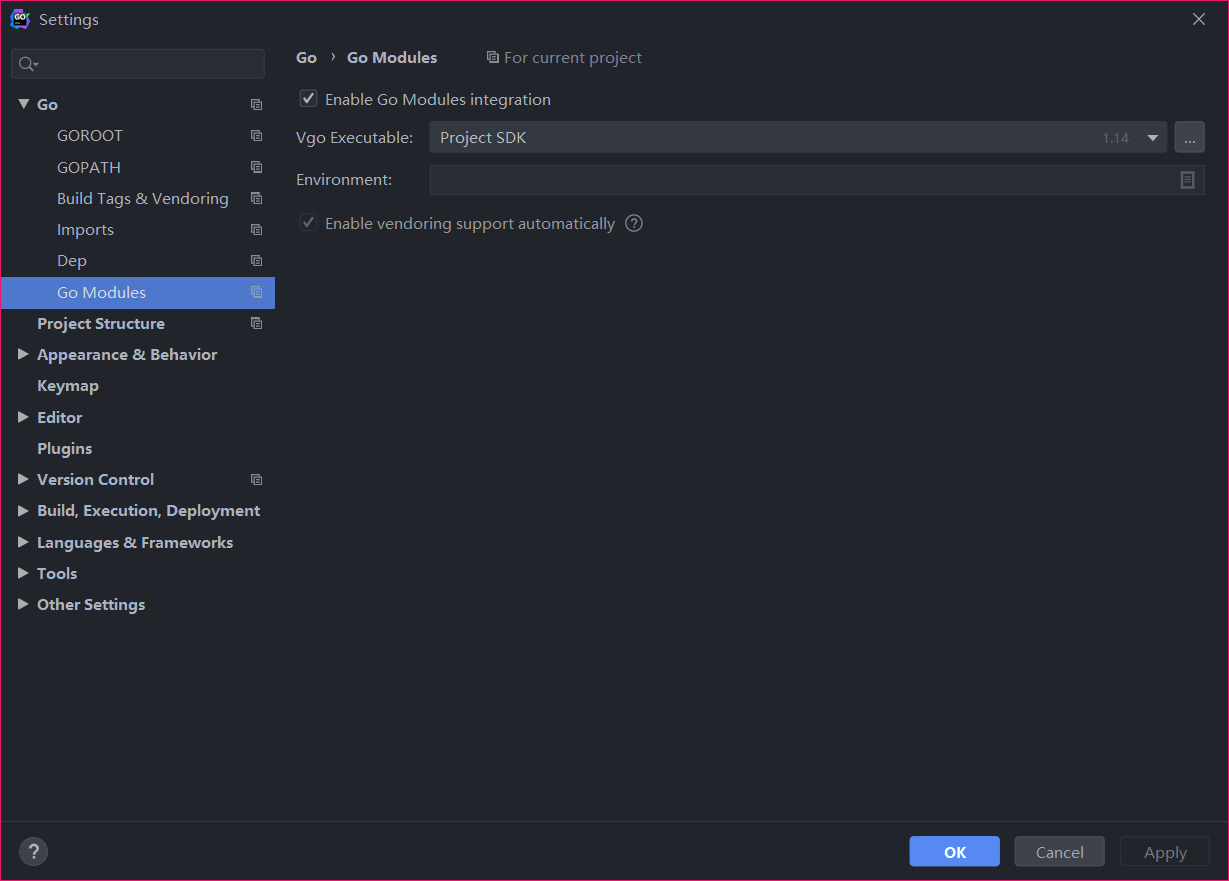 Settings
Go
GOROOT
GOPATH
Build Tags & Vendoring
Imports
Dep
Go Modules
Project Structure
Appearance & Behavior
Keymap
Editor
Plugins
Version Control
Build, Execution, Deployment
Languages & Frameworks
Tools
Other Settings
Go › Go Modules For current project
Enable Go Modules integration
Vgo Executable: Project SDK 1.14 ...
Environment:
Enable vendoring support automatically ?
? OK Cancel Apply